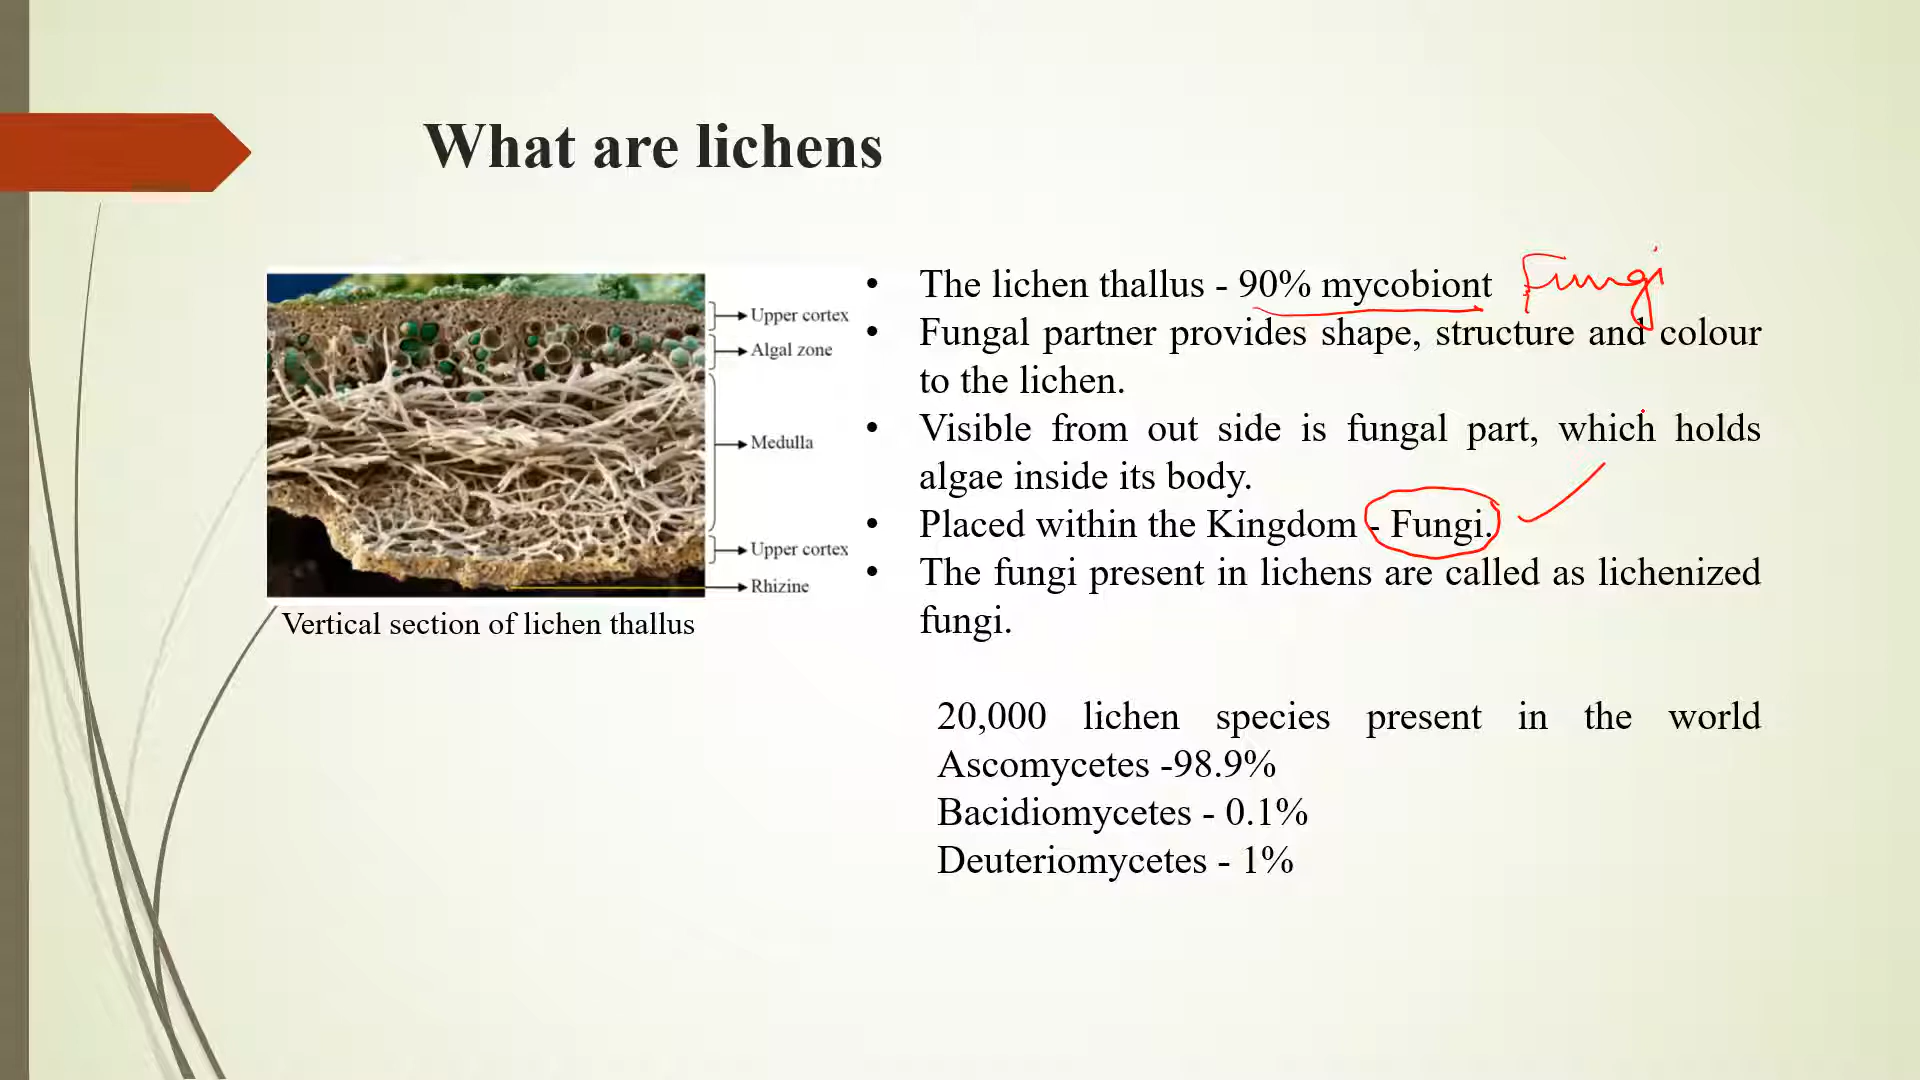 What are lichens
Upper cortex
Algal zone
Medulla
Upper cortex
Rhizine
Vertical section of lichen thallus
• The lichen thallus - 90% mycobiont Fungi
• Fungal partner provides shape, structure and colour
to the lichen.
• Visible from out side is fungal part, which holds
algae inside its body.
• Placed within the Kingdom - Fungi.
• The fungi present in lichens are called as lichenized
fungi.
20,000 lichen species present in the world
Ascomycetes -98.9%
Bacidiomycetes - 0.1%
Deuteriomycetes - 1%